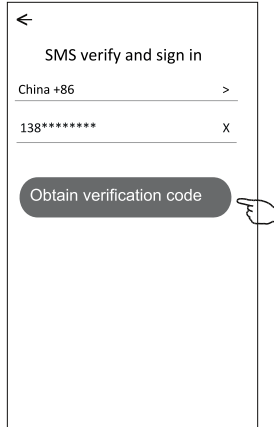 SMS verify and sign in
China +86 >
138******** X
Obtain verification code